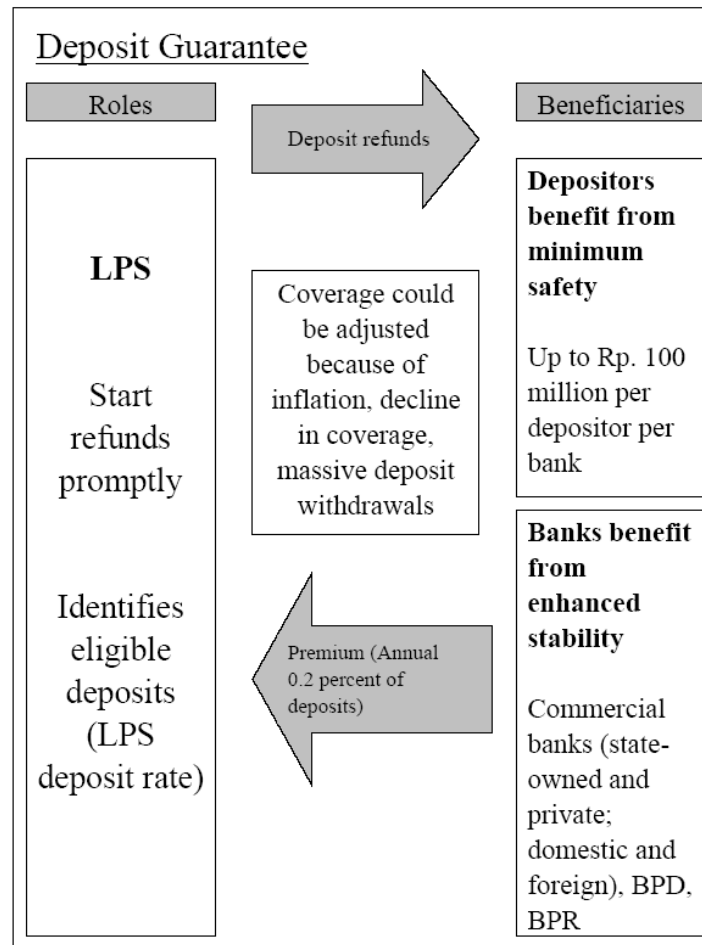 Deposit Guarantee
Roles
Deposit refunds
Beneficiaries
LPS
Start
refunds
promptly
Identifies
eligible
deposits
(LPS
deposit rate)
Coverage could
be adjusted
because of
inflation, decline
in coverage,
massive deposit
withdrawals
Premium (Annual
0.2 percent of
deposits)
Depositors
benefit from
minimum
safety
Up to Rp. 100
million per
depositor per
bank
Banks benefit
from
enhanced
stability
Commercial
banks (state-
owned and
private;
domestic and
foreign), BPD,
BPR